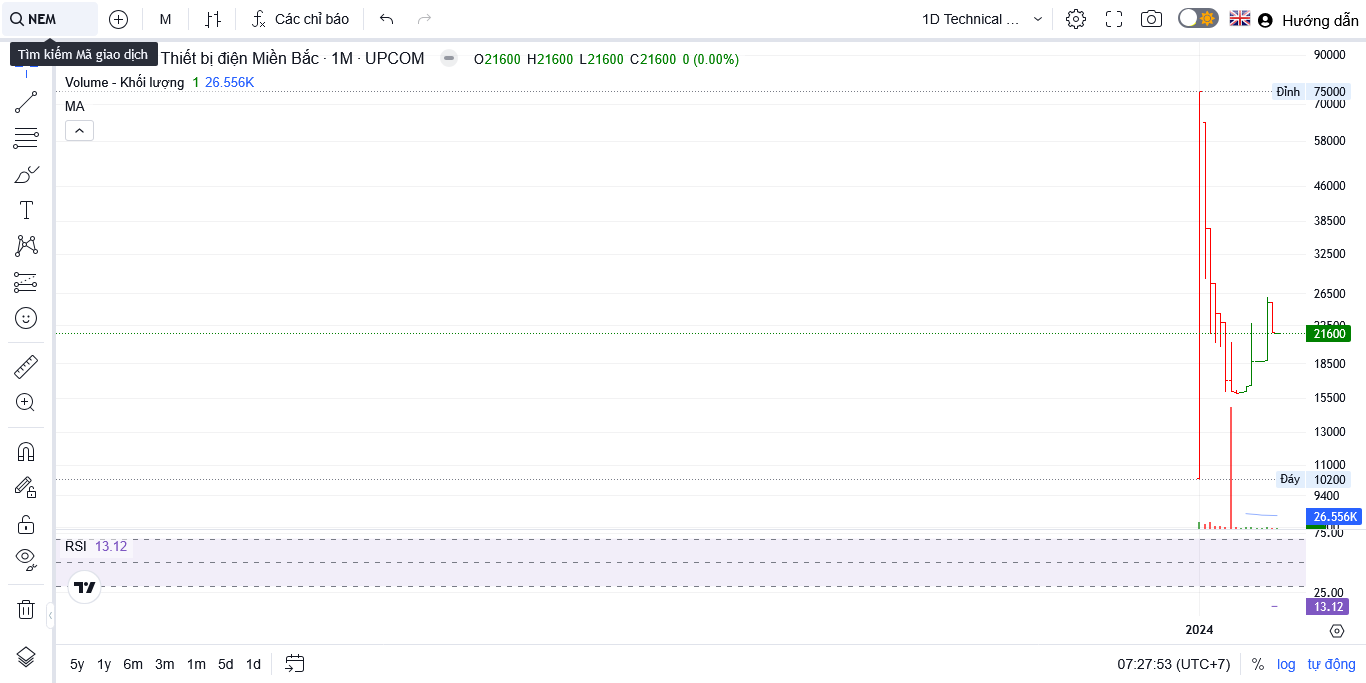 NEM
M
Các chỉ báo
1D Technical ...
Hướng dẫn
Tìm kiếm Mã giao dịch
Thiết bị điện Miền Bắc · 1M · UPCOM
O21600 H21600 L21600 C21600 0 (0.00%)
Volume - Khối lượng 1 26.556K
MA
90000
Đỉnh 75000
70000
58000
46000
38500
32500
26500
22500
21600
18500
15500
13000
11000
Đáy 10200
9400
26.556K
75.00
RSI 13.12
25.00
13.12
2024
5y 1y 6m 3m 1m 5d 1d
07:27:53 (UTC+7)
% log tự động